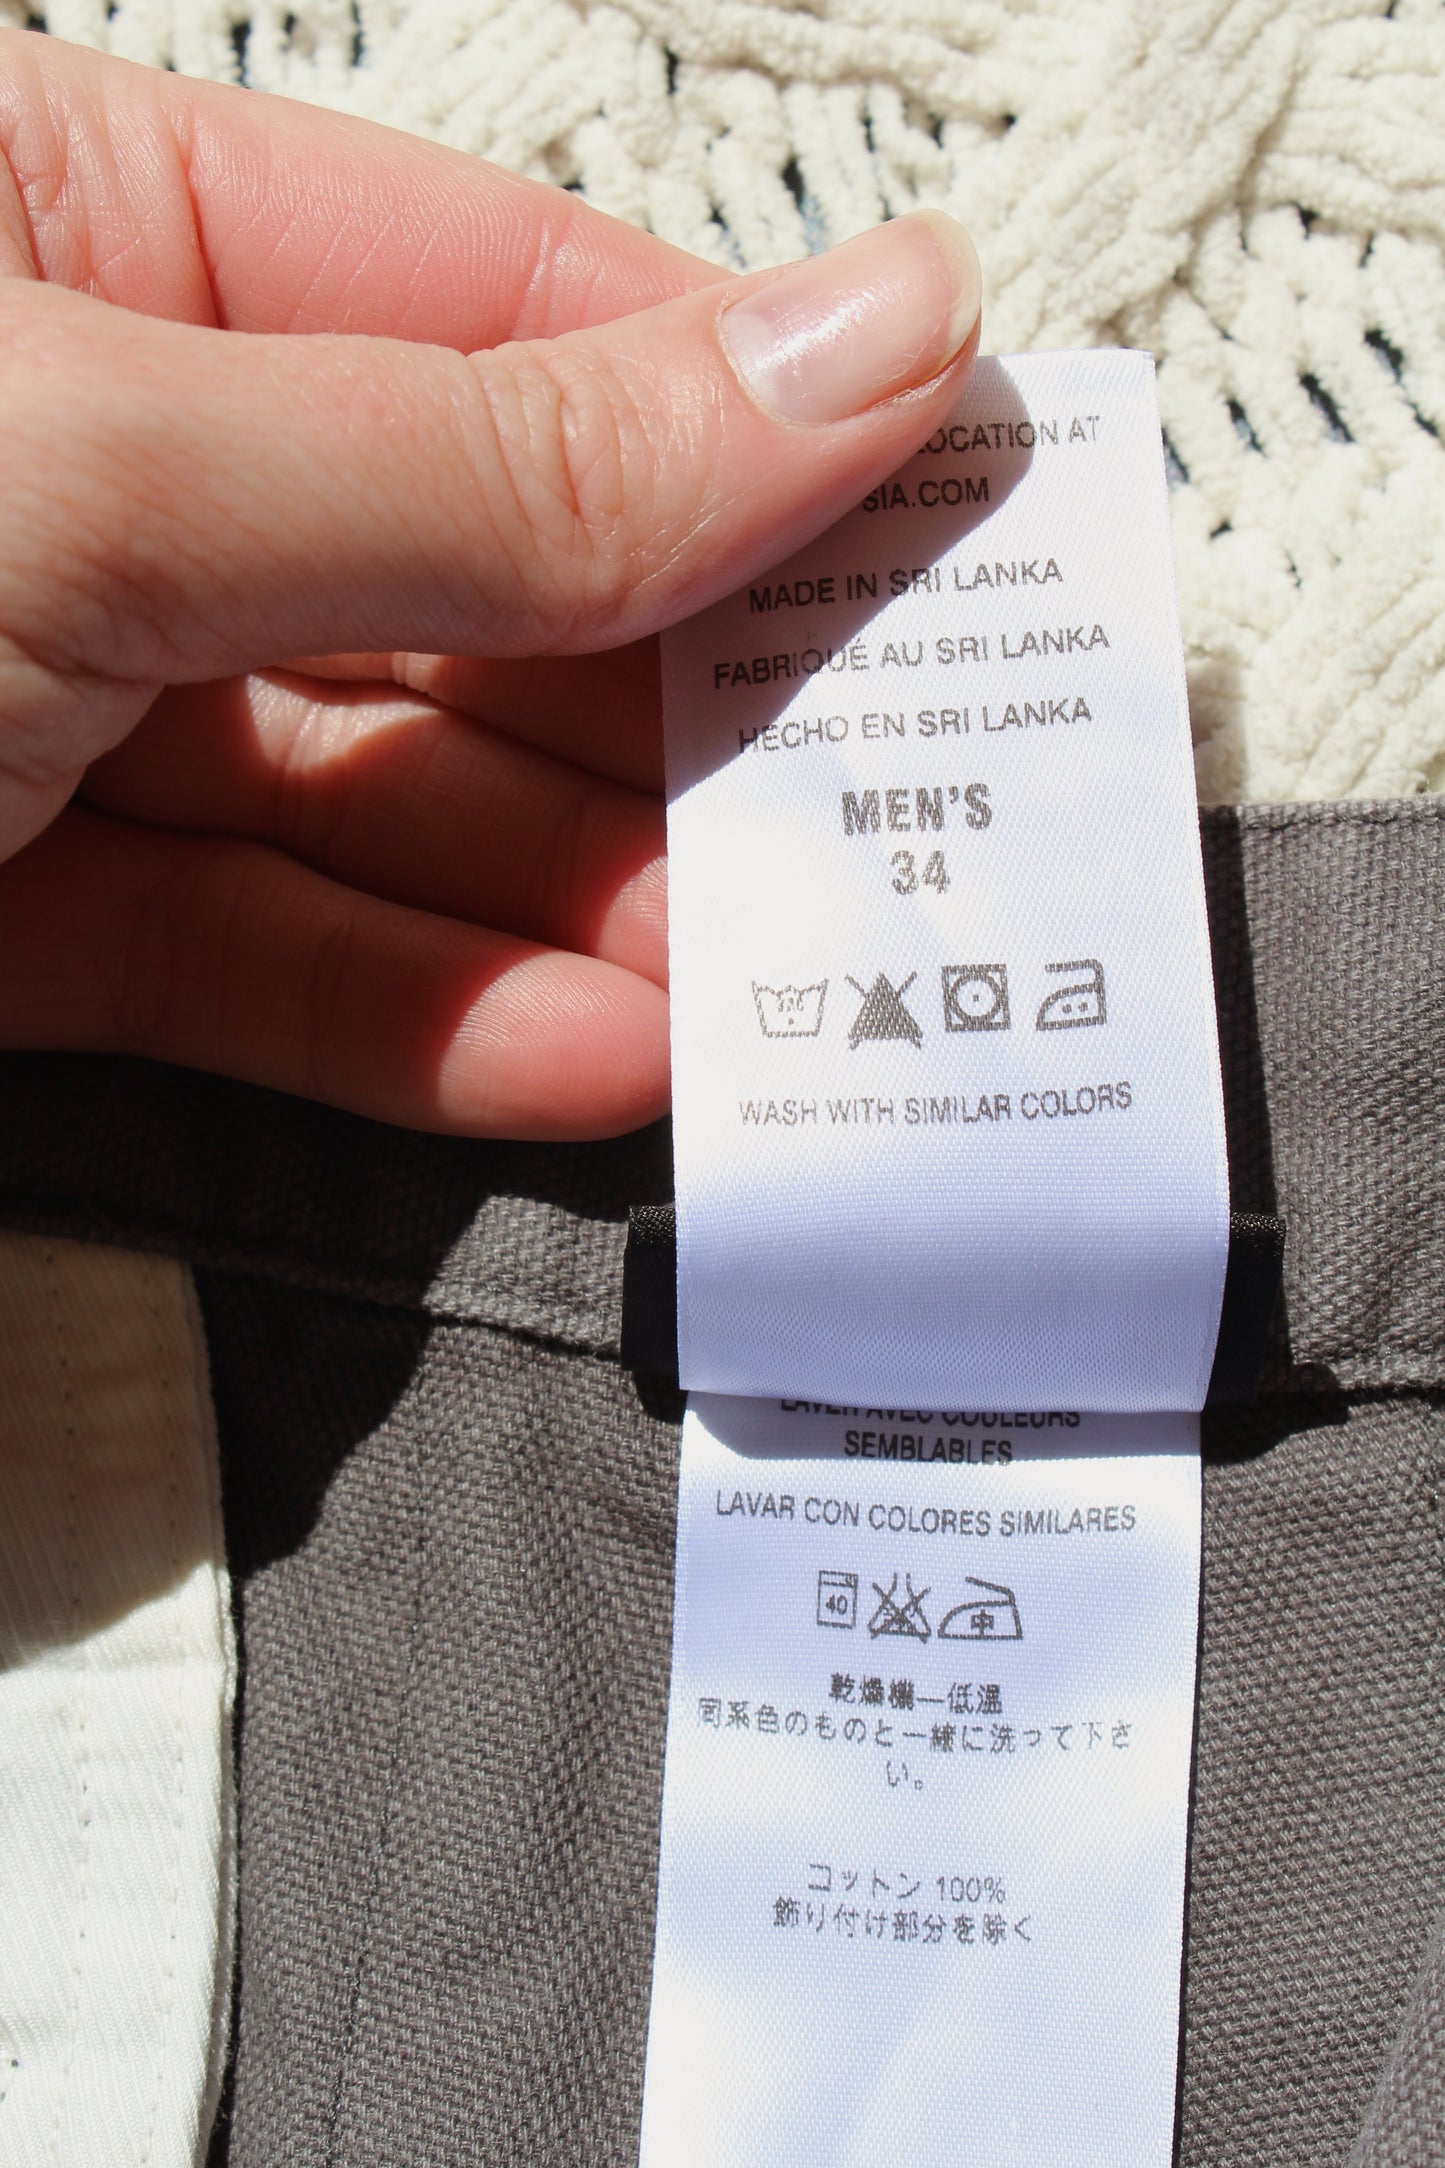 LOCATION AT
SIA.COM
MADE IN SRI LANKA
FABRIQUÉ AU SRI LANKA
HECHO EN SRI LANKA
MEN'S
34
WASH WITH SIMILAR COLORS
LAVER AVEC COULEURS
SEMBLABLES
LAVAR CON COLORES SIMILARES
40 中
乾燥機—低温
同系色のものと一緒に洗って下さ
い。
コットン 100%
飾り付け部分を除く